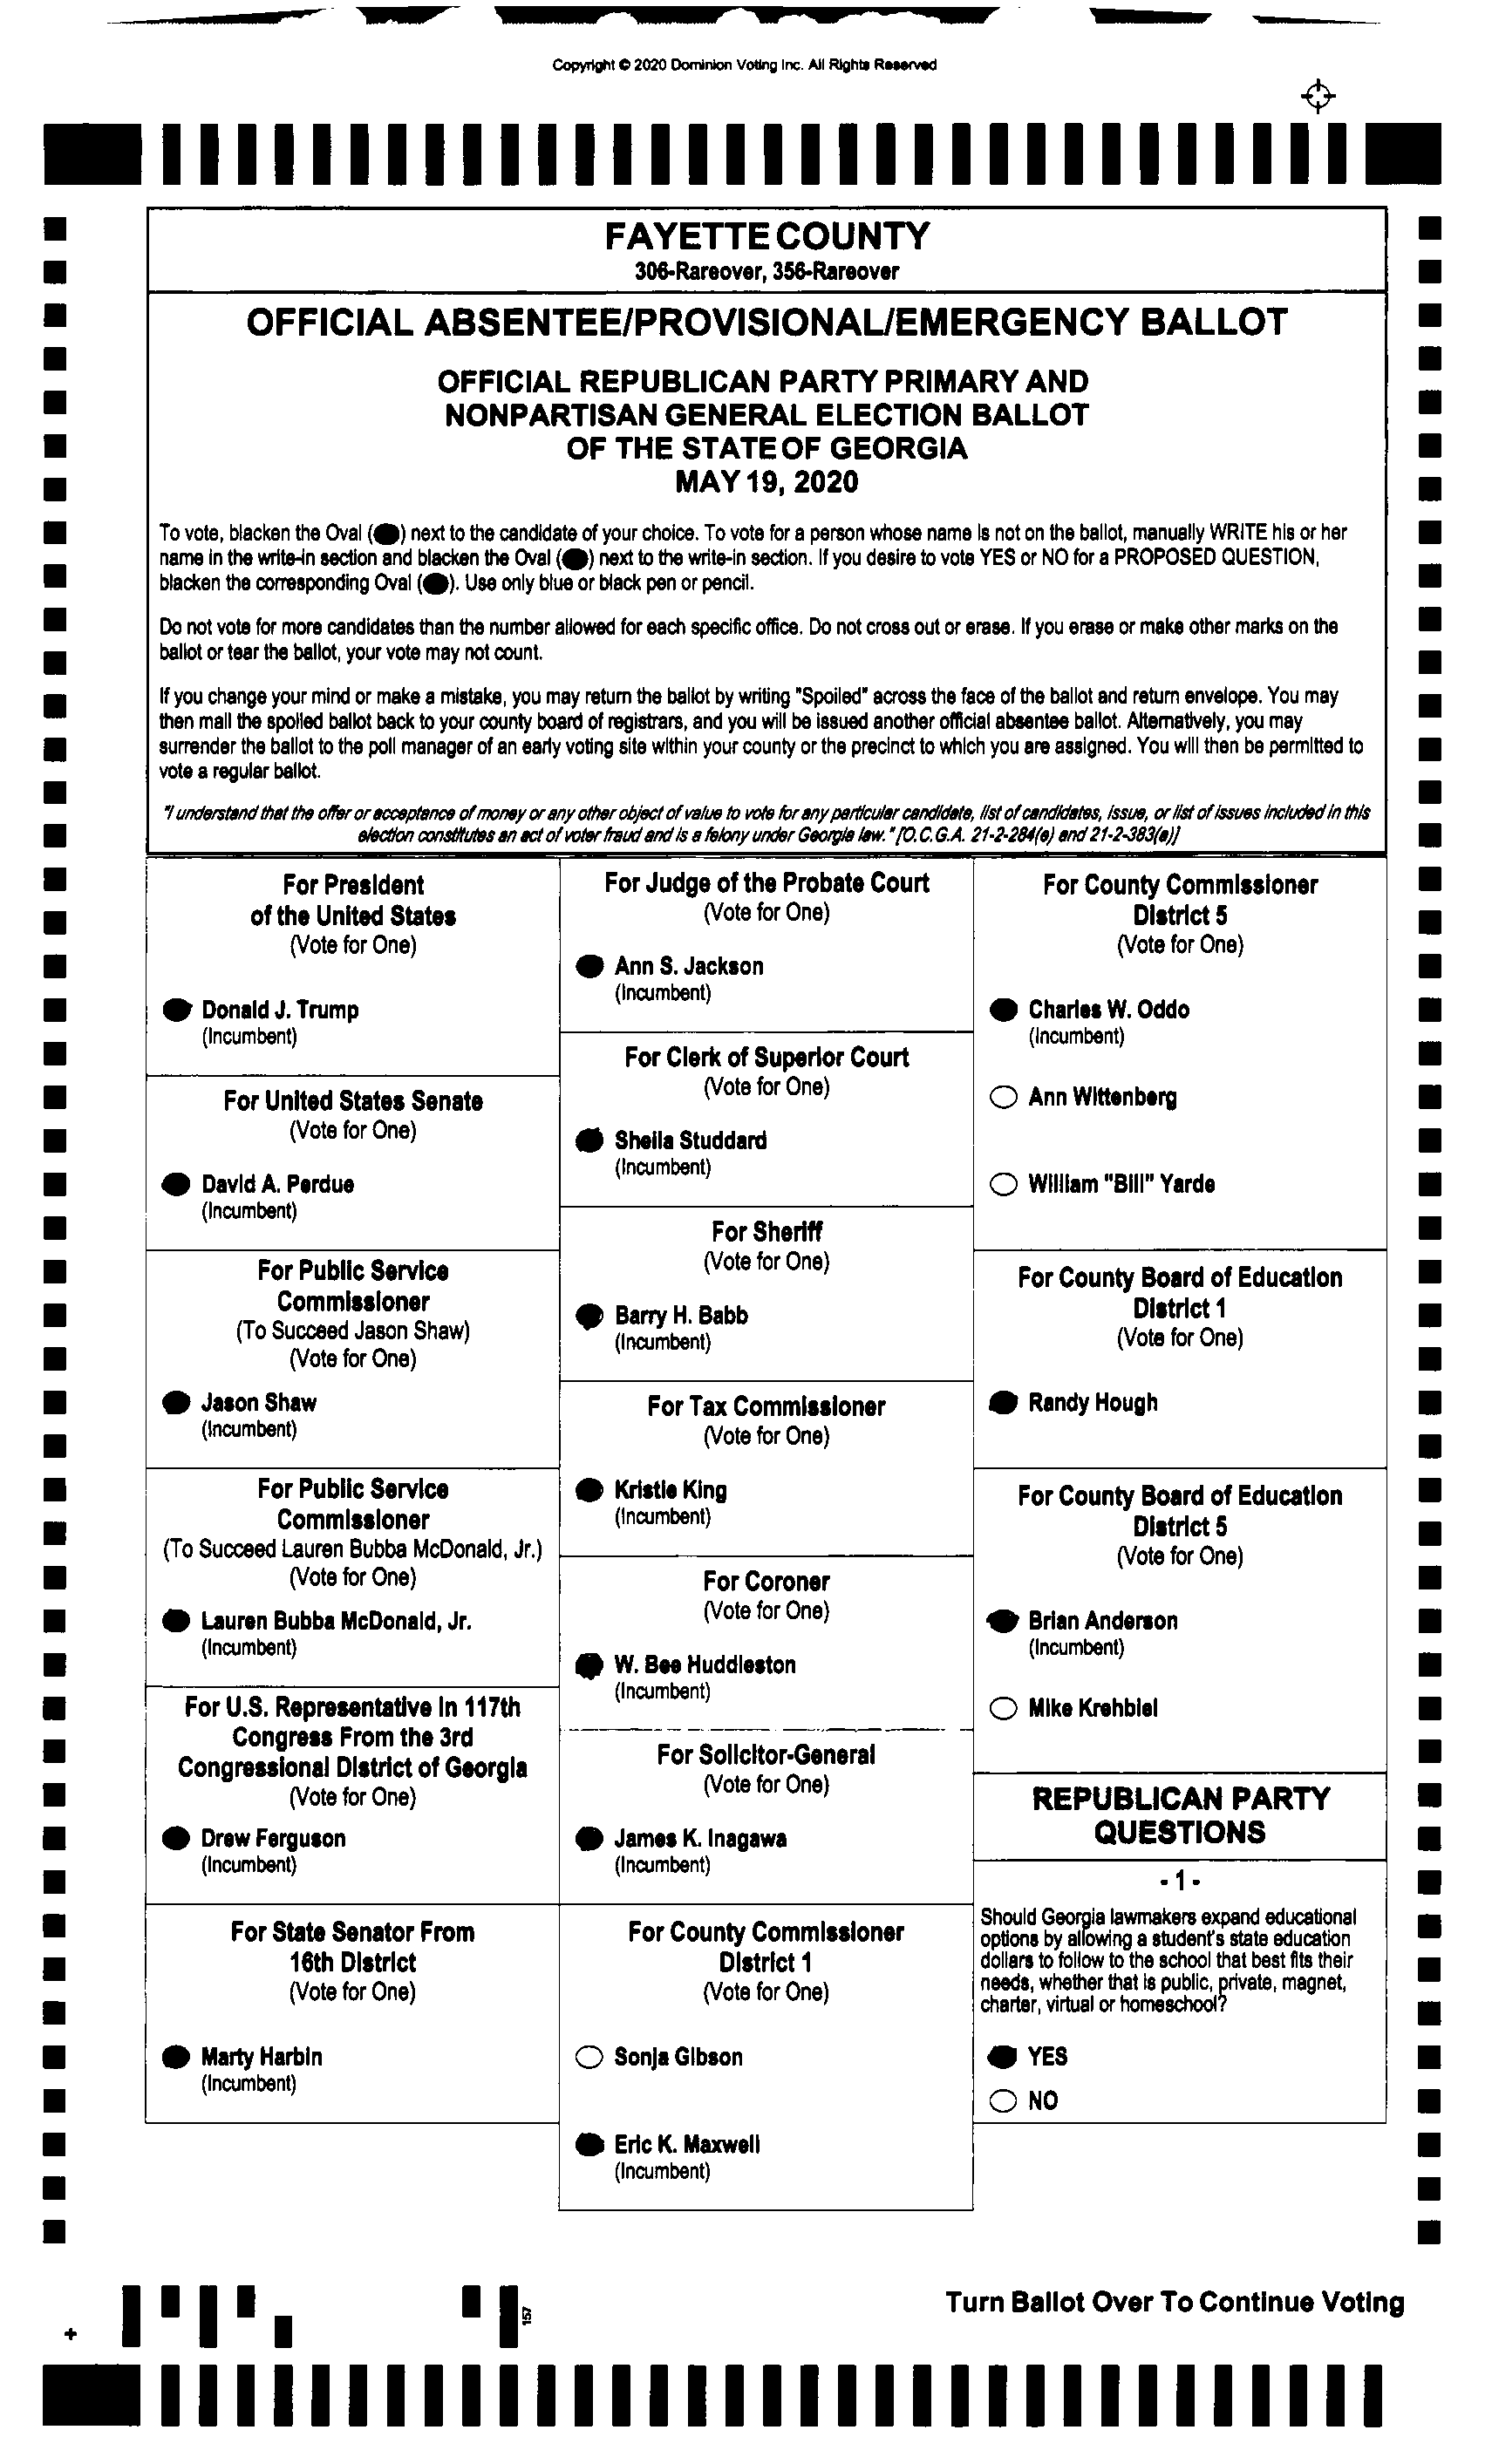 Copyright © 2020 Dominion Voting Inc. All Rights Reserved
FAYETTE COUNTY
306-Rareover, 356-Rareover
OFFICIAL ABSENTEE/PROVISIONAL/EMERGENCY BALLOT
OFFICIAL REPUBLICAN PARTY PRIMARY AND
NONPARTISAN GENERAL ELECTION BALLOT
OF THE STATE OF GEORGIA
MAY 19, 2020
To vote, blacken the Oval (●) next to the candidate of your choice. To vote for a person whose name is not on the ballot, manually WRITE his or her
name in the write-in section and blacken the Oval (●) next to the write-in section. If you desire to vote YES or NO for a PROPOSED QUESTION,
blacken the corresponding Oval (●). Use only blue or black pen or pencil.
Do not vote for more candidates than the number allowed for each specific office. Do not cross out or erase. If you erase or make other marks on the
ballot or tear the ballot, your vote may not count.
If you change your mind or make a mistake, you may return the ballot by writing "Spoiled" across the face of the ballot and return envelope. You may
then mail the spoiled ballot back to your county board of registrars, and you will be issued another official absentee ballot. Alternatively, you may
surrender the ballot to the poll manager of an early voting site within your county or the precinct to which you are assigned. You will then be permitted to
vote a regular ballot.
"I understand that the offer or acceptance of money or any other object of value to vote for any particular candidate, list of candidates, issue, or list of issues included in this
election constitutes an act of voter fraud and is a felony under Georgia law." [O.C.G.A. 21-2-284(e) and 21-2-383(a)]
For President
of the United States
(Vote for One)
Donald J. Trump
(Incumbent)
For United States Senate
(Vote for One)
David A. Perdue
(Incumbent)
For Public Service
Commissioner
(To Succeed Jason Shaw)
(Vote for One)
Jason Shaw
(Incumbent)
For Public Service
Commissioner
(To Succeed Lauren Bubba McDonald, Jr.)
(Vote for One)
Lauren Bubba McDonald, Jr.
(Incumbent)
For U.S. Representative in 117th
Congress From the 3rd
Congressional District of Georgia
(Vote for One)
Drew Ferguson
(Incumbent)
For State Senator From
16th District
(Vote for One)
Marty Harbin
(Incumbent)
For Judge of the Probate Court
(Vote for One)
Ann S. Jackson
(Incumbent)
For Clerk of Superior Court
(Vote for One)
Sheila Studdard
(Incumbent)
For Sheriff
(Vote for One)
Barry H. Babb
(Incumbent)
For Tax Commissioner
(Vote for One)
Kristie King
(Incumbent)
For Coroner
(Vote for One)
W. Bee Huddleston
(Incumbent)
For Solicitor-General
(Vote for One)
James K. Inagawa
(Incumbent)
For County Commissioner
District 1
(Vote for One)
Sonja Gibson
Eric K. Maxwell
(Incumbent)
For County Commissioner
District 5
(Vote for One)
Charles W. Oddo
(Incumbent)
Ann Wittenberg
William "Bill" Yarde
For County Board of Education
District 1
(Vote for One)
Randy Hough
For County Board of Education
District 5
(Vote for One)
Brian Anderson
(Incumbent)
Mike Krehbiel
REPUBLICAN PARTY
QUESTIONS
- 1 -
Should Georgia lawmakers expand educational
options by allowing a student's state education
dollars to follow to the school that best fits their
needs, whether that is public, private, magnet,
charter, virtual or homeschool?
YES
NO
Turn Ballot Over To Continue Voting
157
+